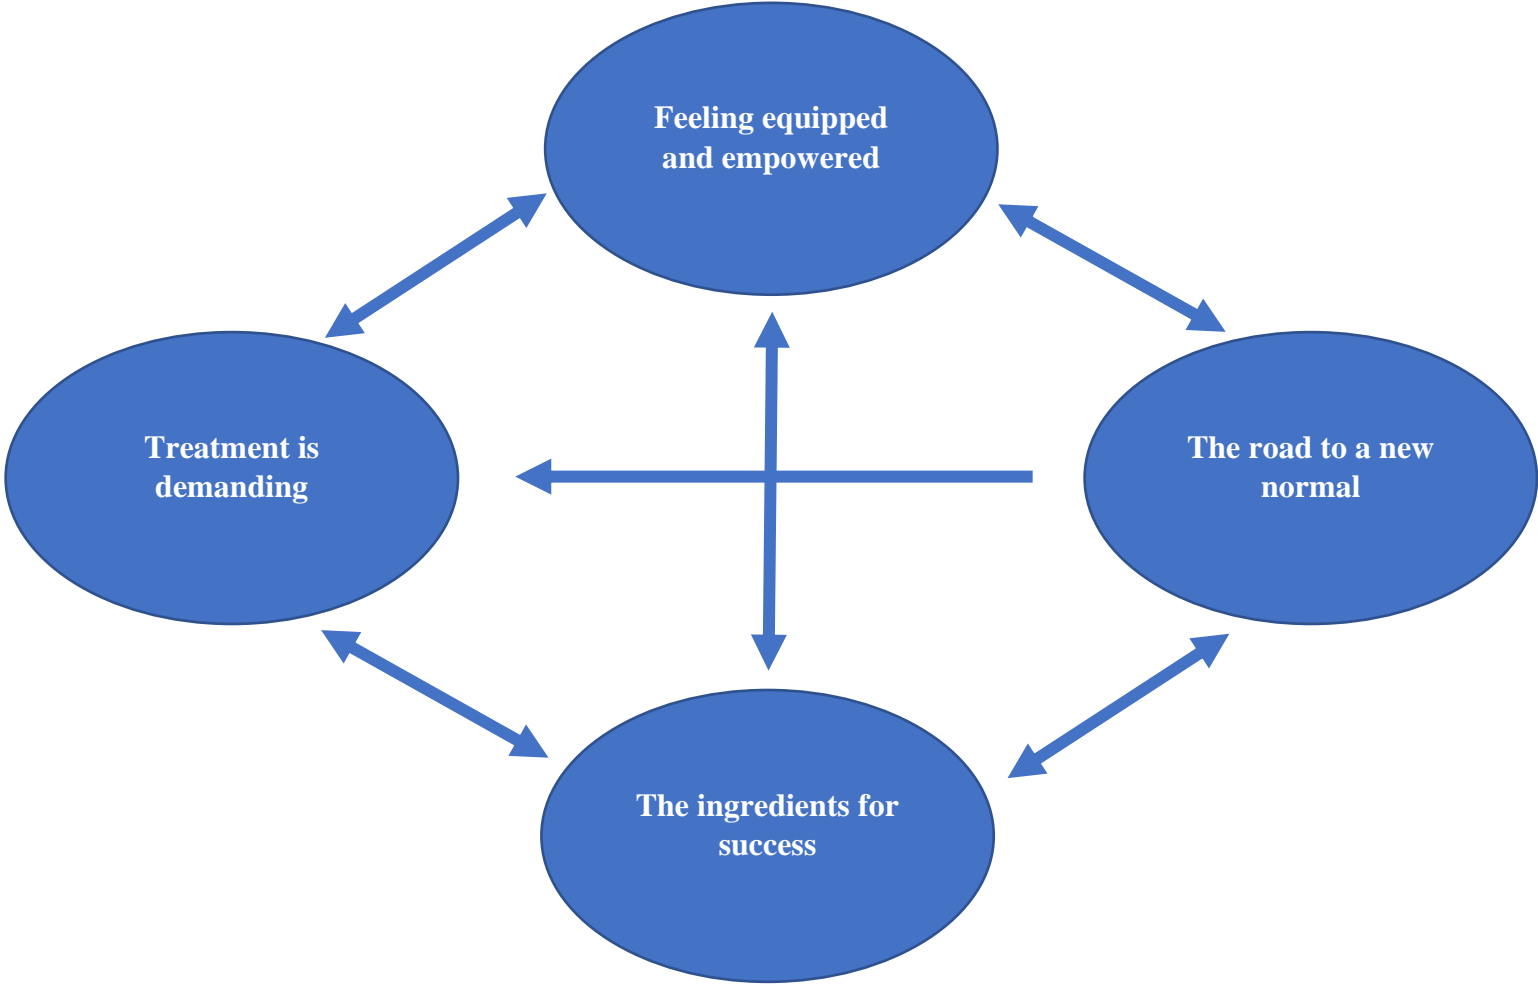 Feeling equipped
and empowered
Treatment is
demanding
The road to a new
normal
The ingredients for
success